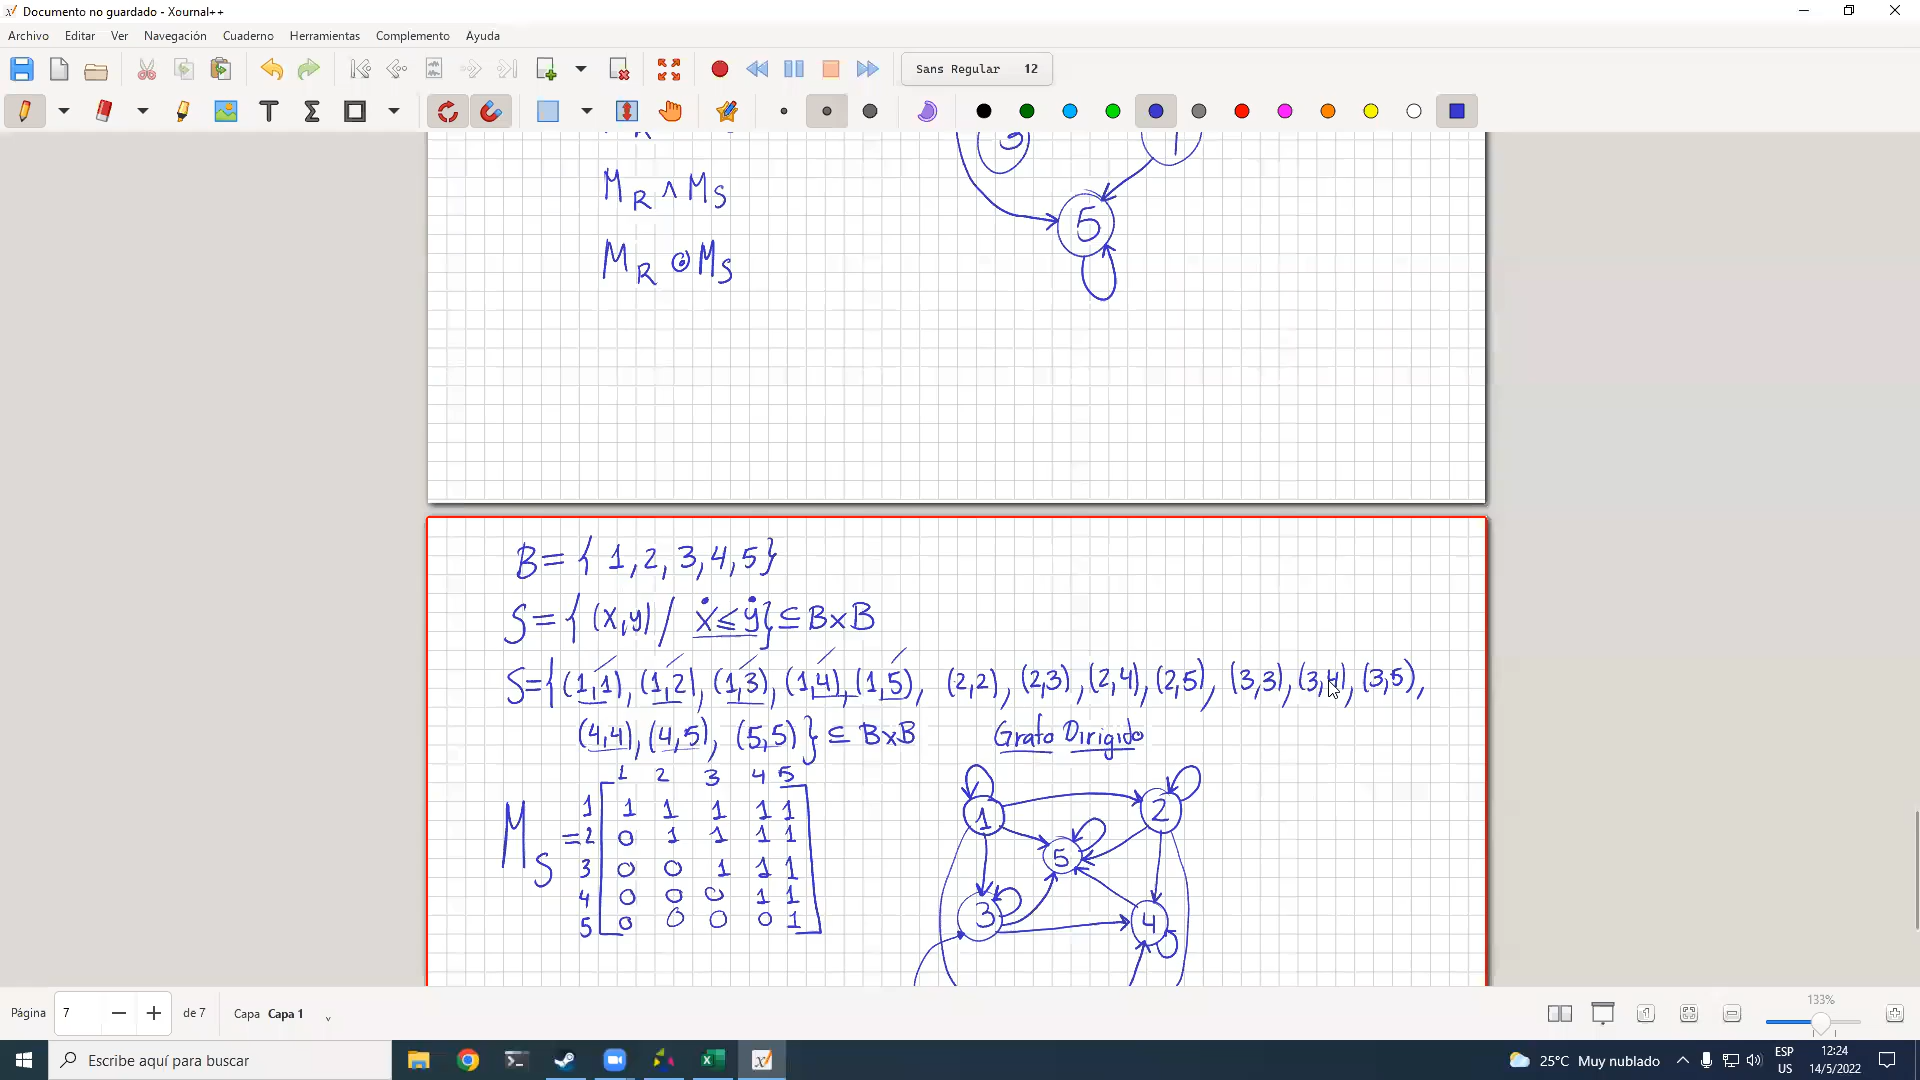 Documento no guardado - Xournal++
Archivo Editar Ver Navegación Cuaderno Herramientas Complemento Ayuda
Sans Regular 12
3 1
M_R ∧ M_S
5
M_R ⊙ M_S
B = { 1, 2, 3, 4, 5}
S = { (x,y) / x ≤ y} ⊆ B x B
S = { (1,1), (1,2), (1,3), (1,4), (1,5), (2,2), (2,3), (2,4), (2,5), (3,3), (3,4), (3,5),
(4,4), (4,5), (5,5) } ⊆ B x B Grafo Dirigido
1 2 3 4 5
1 1 1 1 1 1
M_S = 2 0 1 1 1 1
3 0 0 1 1 1
4 0 0 0 1 1
5 0 0 0 0 1
1 2
5
3 4
Página 7 de 7 Capa Capa 1
133%
Escribe aquí para buscar
25°C Muy nublado
ESP
US
12:24
14/5/2022